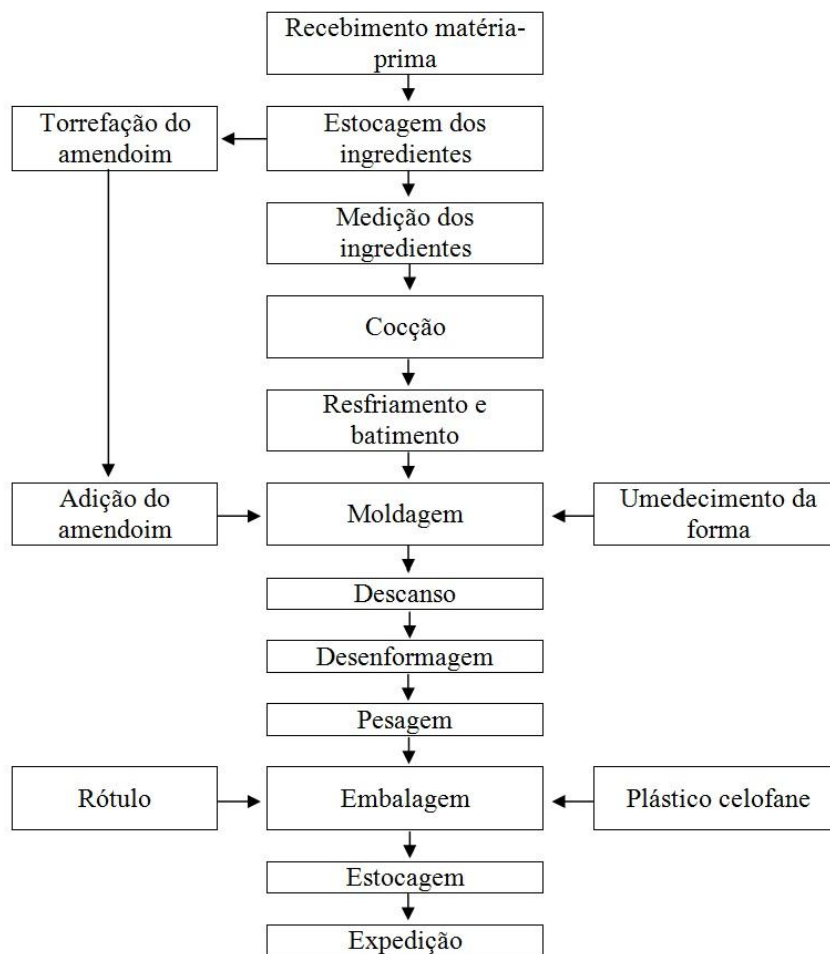 Recebimento matéria-
prima
Torrefação do
amendoim
Estocagem dos
ingredientes
Medição dos
ingredientes
Cocção
Resfriamento e
batimento
Adição do
amendoim
Moldagem
Umedecimento da
forma
Descanso
Desenformagem
Pesagem
Rótulo
Embalagem
Plástico celofane
Estocagem
Expedição